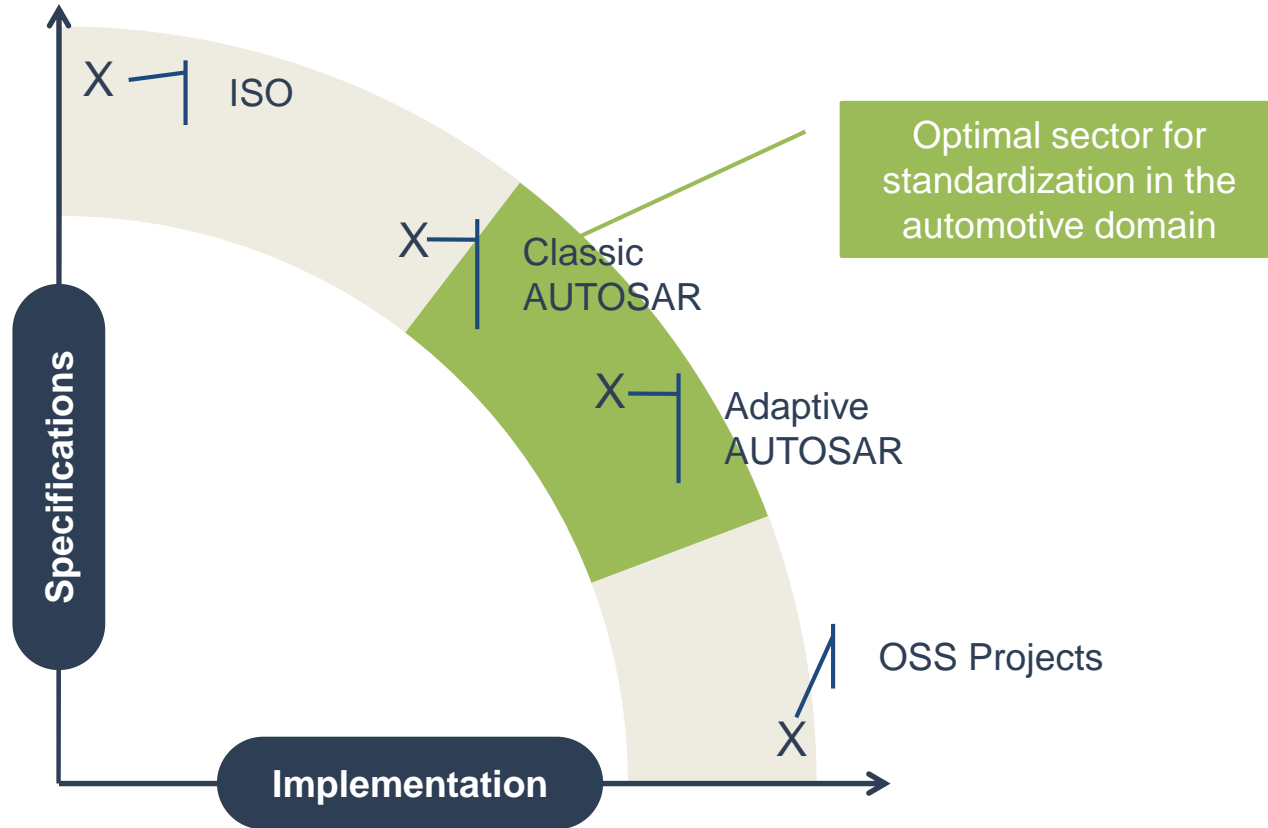 X
ISO
Optimal sector for
standardization in the
automotive domain
X
Classic
AUTOSAR
X
Adaptive
AUTOSAR
Specifications
OSS Projects
X
Implementation